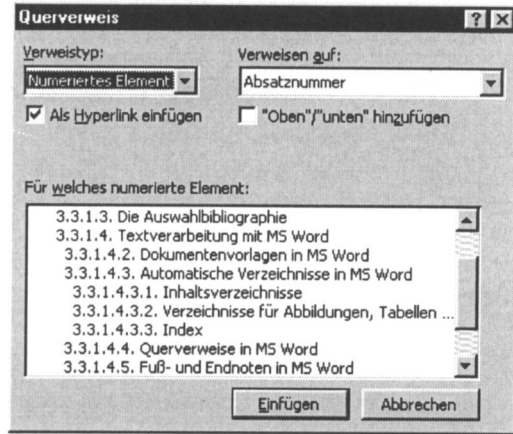 Querverweis
Verweistyp: Verweisen auf:
Numeriertes Element Absatznummer
Als Hyperlink einfügen "Oben"/"unten" hinzufügen
Für welches numerierte Element:
3.3.1.3. Die Auswahlbibliographie
3.3.1.4. Textverarbeitung mit MS Word
3.3.1.4.2. Dokumentenvorlagen in MS Word
3.3.1.4.3. Automatische Verzeichnisse in MS Word
3.3.1.4.3.1. Inhaltsverzeichnisse
3.3.1.4.3.2. Verzeichnisse für Abbildungen, Tabellen ...
3.3.1.4.3.3. Index
3.3.1.4.4. Querverweise in MS Word
3.3.1.4.5. Fuß- und Endnoten in MS Word
Einfügen Abbrechen